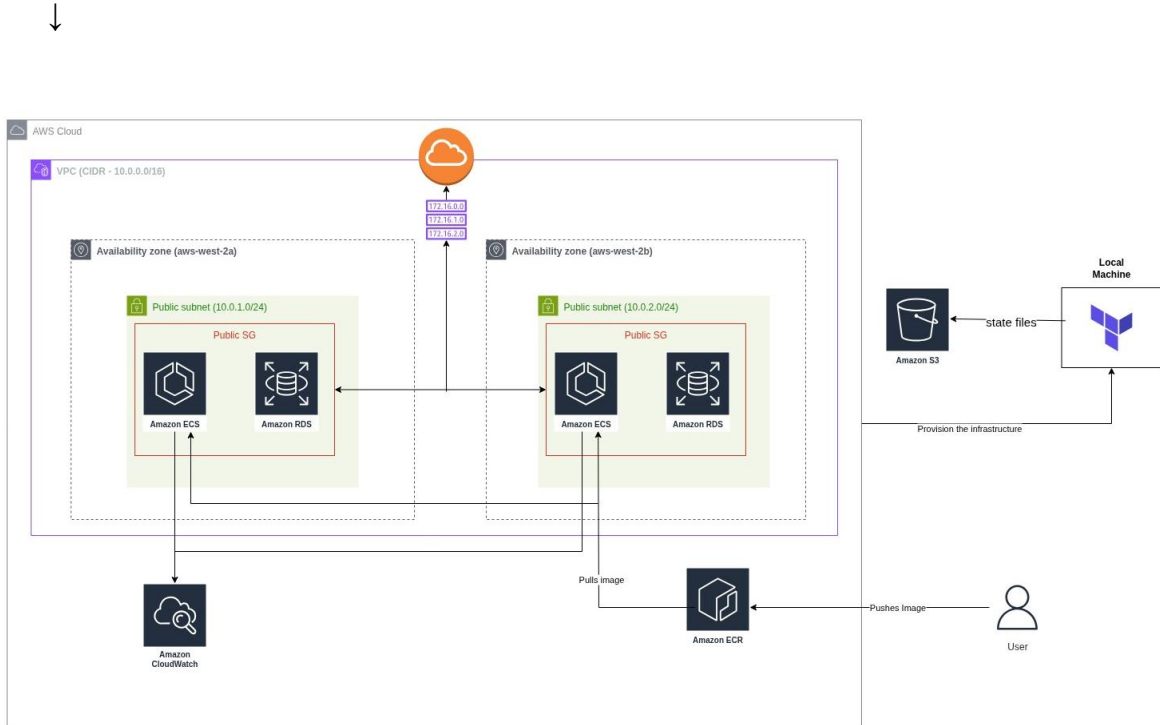 AWS Cloud
VPC (CIDR - 10.0.0.0/16)
172.16.0.0
172.16.1.0
172.16.2.0
Availability zone (aws-west-2a)
Availability zone (aws-west-2b)
Public subnet (10.0.1.0/24)
Public subnet (10.0.2.0/24)
Public SG
Public SG
Amazon ECS
Amazon RDS
Amazon ECS
Amazon RDS
Local
Machine
state files
Amazon S3
Provision the infrastructure
Pulls image
Pushes Image
Amazon ECR
User
Amazon
CloudWatch